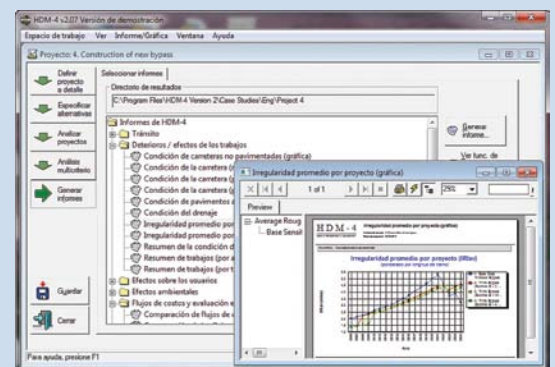 HDM-4 v2.07 Versión de demostración
Espacio de trabajo Ver Informe/Gráfica Ventana Ayuda
Proyecto: 4. Construction of new bypass
Definir proyecto a detalle
Especificar alternativas
Analizar proyectos
Análisis multicriterio
Generar informes
Guardar
Cerrar
Seleccionar informes
Directorio de resultados
C:\Program Files\HDM-4 Version 2\Case Studies\Eng\Project 4
Informes de HDM-4
Tránsito
Deterioros / efectos de los trabajos
Condición de carreteras no pavimentadas (gráfica)
Condición de la carretera
Condición de la carretera
Condición de la carretera (
Condición de pavimentos
Condición del drenaje
Irregularidad promedio por
Irregularidad promedio por
Resumen de la condición d
Resumen de trabajos (por a
Resumen de trabajos (por t
Efectos sobre los usuarios
Efectos ambientales
Flujos de costos y evaluación e
Comparación de flujos de
Generar informe...
Ver func. de
Irregularidad promedio por proyecto (gráfica)
1 of 1
25%
Preview
Average Roug
Base Sensit
HDM-4
Irregularidad promedio por proyecto (gráfica)
Irregularidad promedio por proyecto
Para ayuda, presione F1